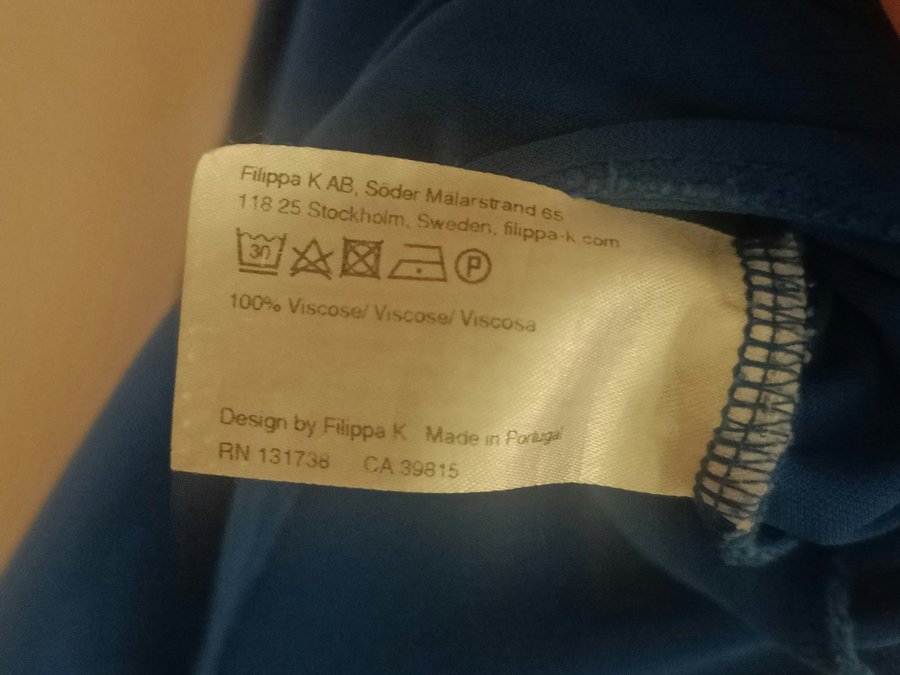 Filippa K AB, Söder Mälarstrand 65
118 25 Stockholm, Sweden, filippa-k.com
30 P
100% Viscose/ Viscose/ Viscosa
Design by Filippa K Made in Portugal
RN 131738 CA 39815